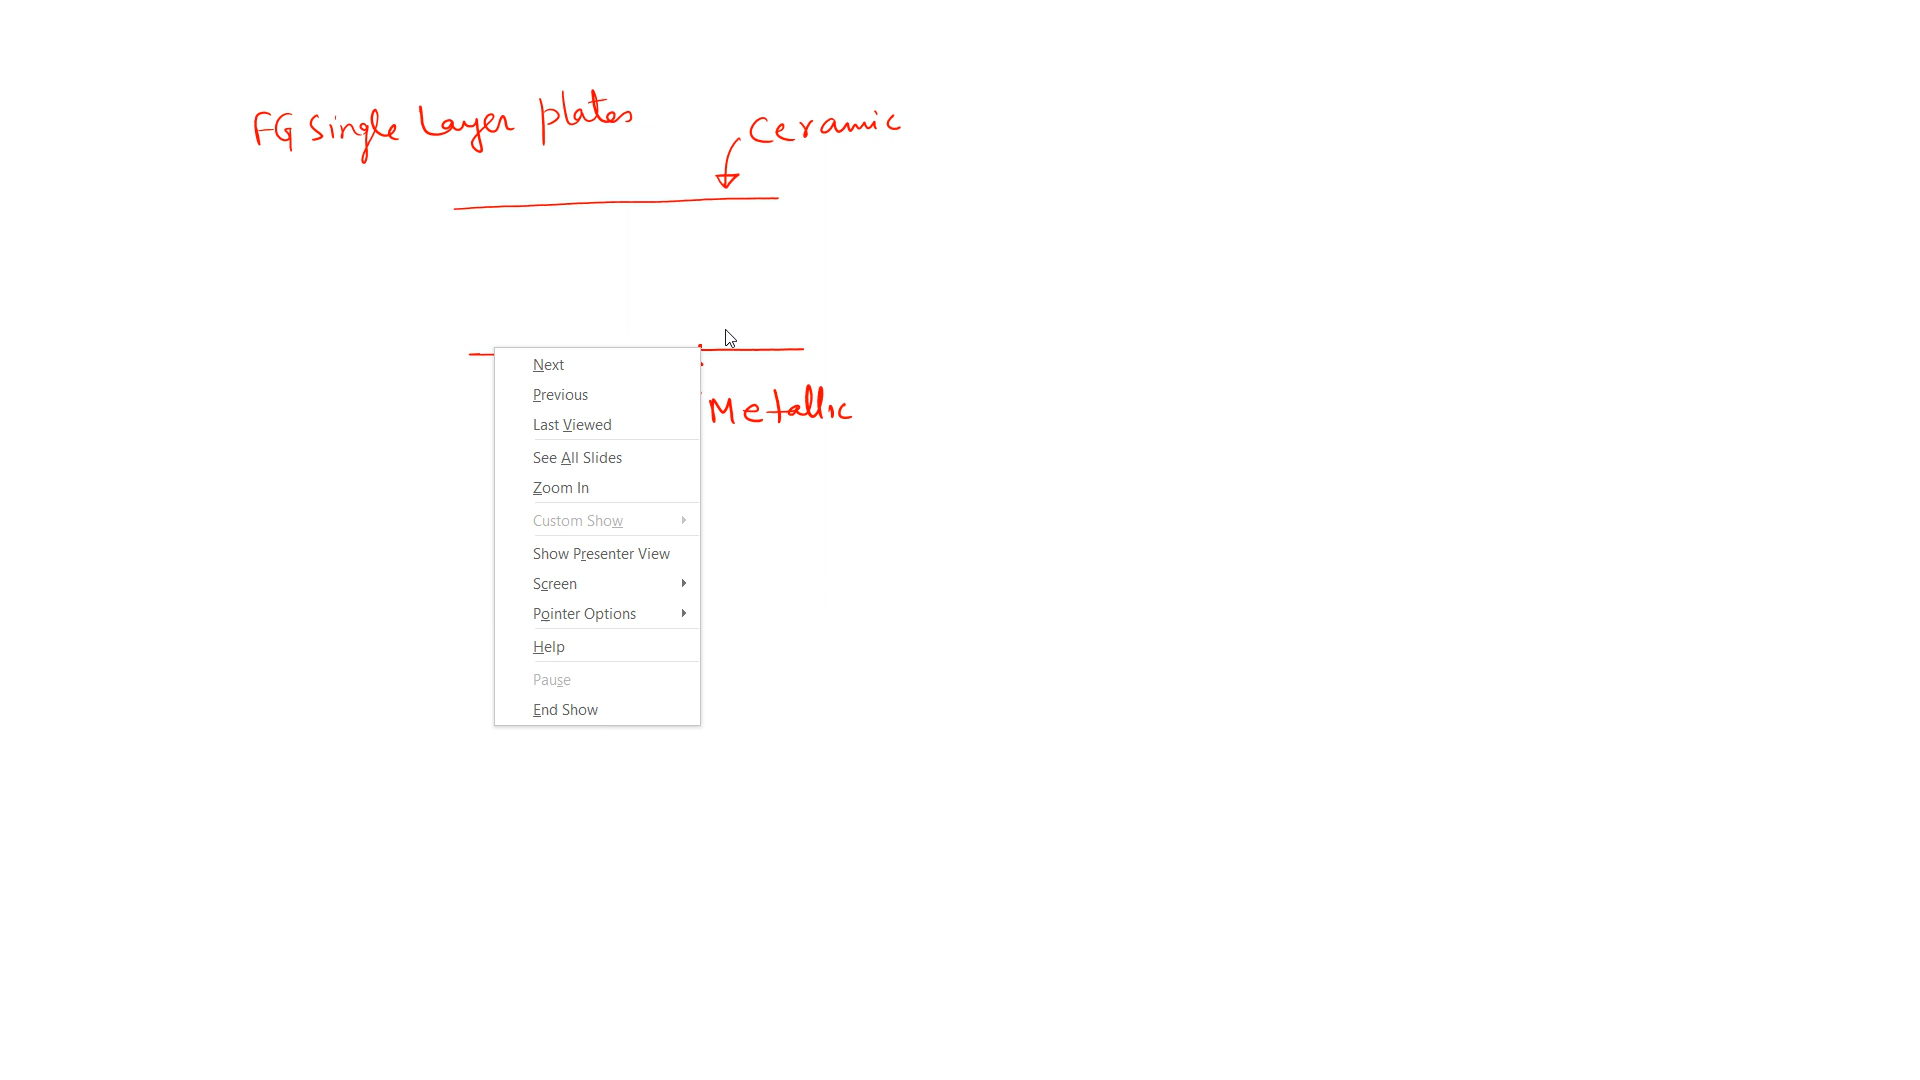 FG single Layer plates
Ceramic
Next
Previous
Last Viewed
Metallic
See All Slides
Zoom In
Custom Show
Show Presenter View
Screen
Pointer Options
Help
Pause
End Show